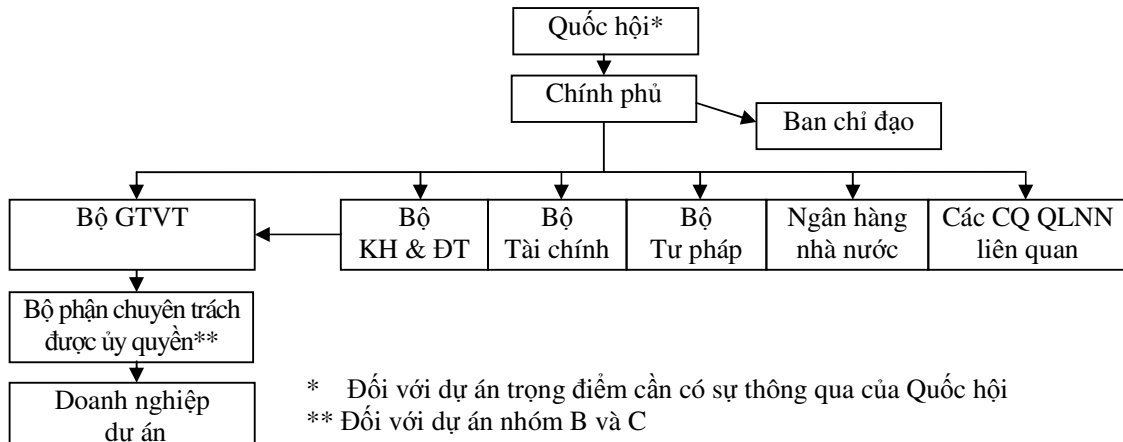 Quốc hội*
Chính phủ
Ban chỉ đạo
Bộ GTVT
Bộ
KH & ĐT
Bộ
Tài chính
Bộ
Tư pháp
Ngân hàng
nhà nước
Các CQ QLNN
liên quan
Bộ phận chuyên trách
được ủy quyền**
Doanh nghiệp
dự án
* Đối với dự án trọng điểm cần có sự thông qua của Quốc hội
** Đối với dự án nhóm B và C